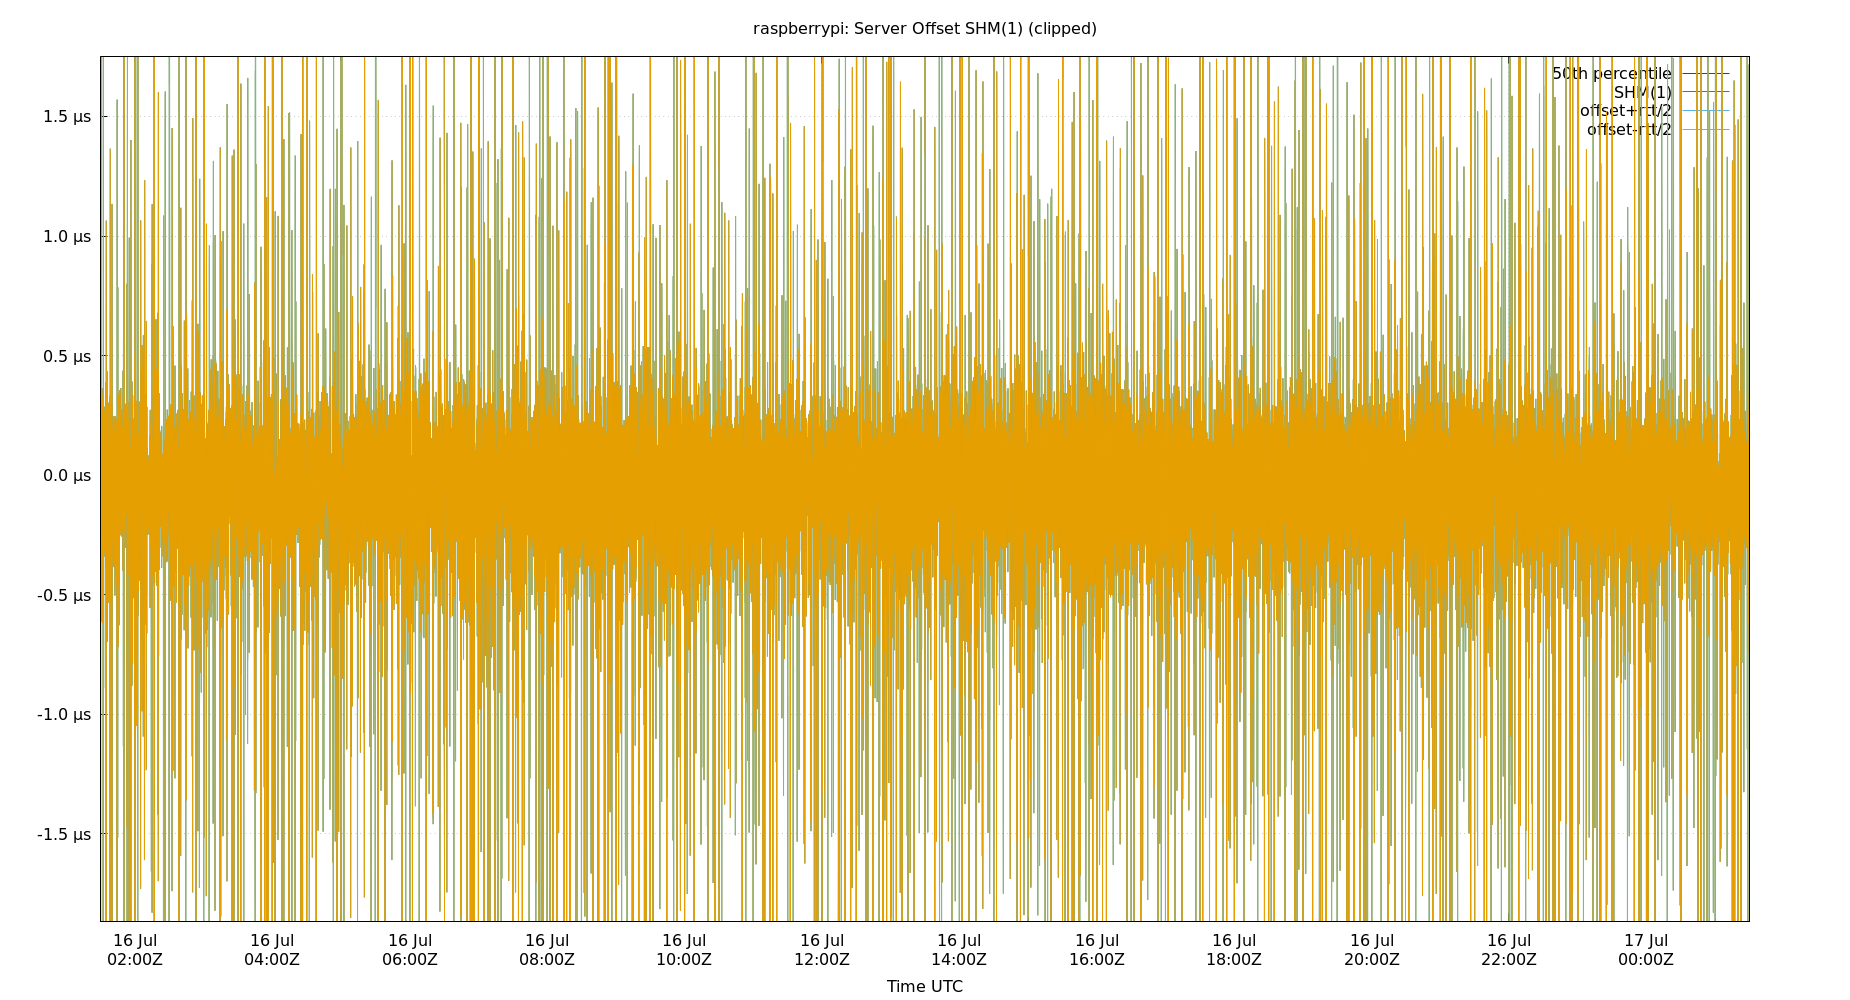 raspberrypi: Server Offset SHM(1) (clipped)
50th percentile
SHM(1)
offset+rtt/2
offset-rtt/2
1.5 µs
1.0 µs
0.5 µs
0.0 µs
-0.5 µs
-1.0 µs
-1.5 µs
16 Jul 16 Jul 16 Jul 16 Jul 16 Jul 16 Jul 16 Jul 16 Jul 16 Jul 16 Jul 16 Jul 17 Jul
02:00Z 04:00Z 06:00Z 08:00Z 10:00Z 12:00Z 14:00Z 16:00Z 18:00Z 20:00Z 22:00Z 00:00Z
Time UTC